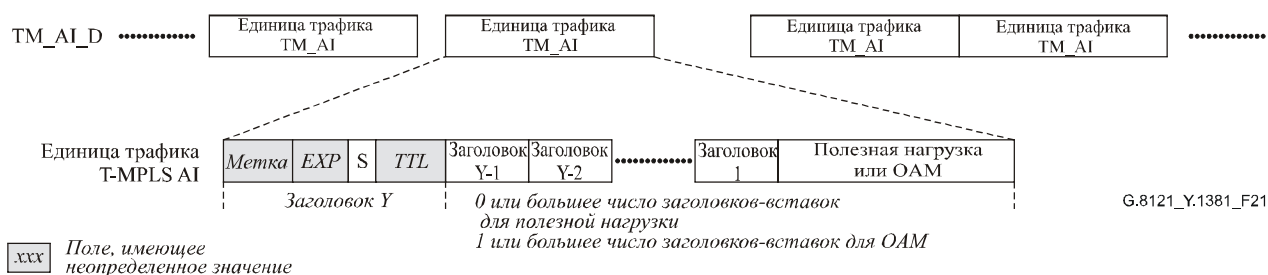 TM_AI_D
Единица трафика
TM_AI
Единица трафика
TM_AI
Единица трафика
TM_AI
Единица трафика
TM_AI
Единица трафика
T-MPLS AI
Метка
EXP
S
TTL
Заголовок
Y-1
Заголовок
Y-2
Заголовок
1
Полезная нагрузка
или OAM
Заголовок Y
0 или большее число заголовков-вставок
для полезной нагрузки
1 или большее число заголовков-вставок для OAM
G.8121_Y.1381_F21
xxx
Поле, имеющее
неопределенное значение